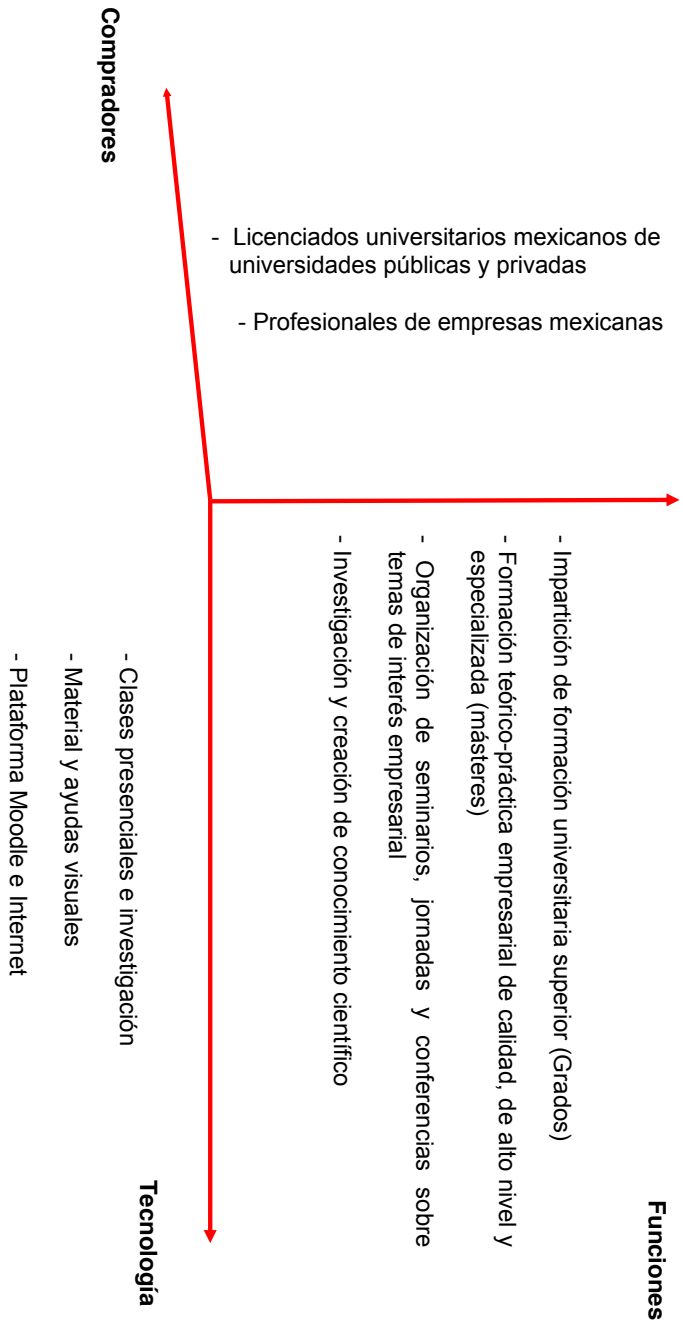 Funciones
- Impartición de formación universitaria superior (Grados)
- Formación teórico-práctica empresarial de calidad, de alto nivel y
especializada (másteres)
- Organización de seminarios, jornadas y conferencias sobre
temas de interés empresarial
- Investigación y creación de conocimiento científico
Compradores
- Licenciados universitarios mexicanos de
universidades públicas y privadas
- Profesionales de empresas mexicanas
Tecnología
- Clases presenciales e investigación
- Material y ayudas visuales
- Plataforma Moodle e Internet